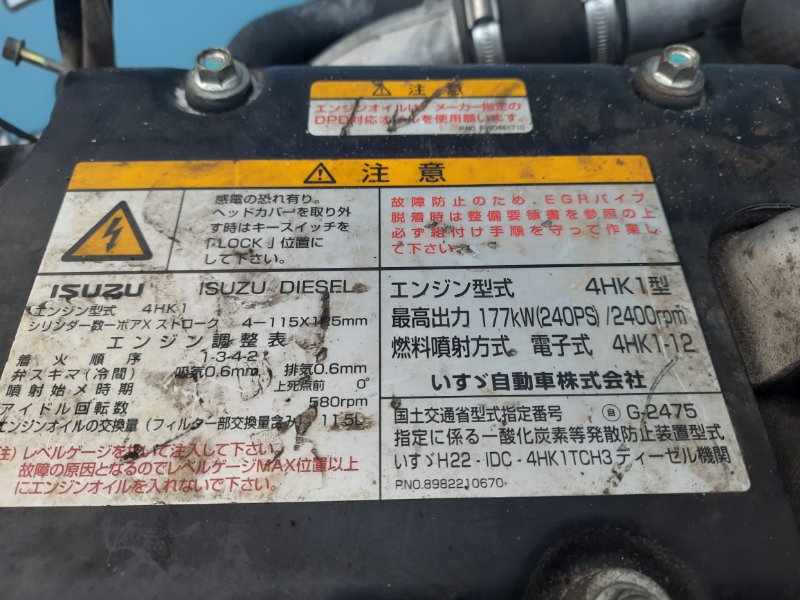 注意
エンジンオイルは、メーカー指定の
DPD対応オイルを使用願います。
P.NO. 8980861710
注意
感電の恐れ有り。
ヘッドカバーを取り外
す時はキースイッチを
「LOCK」位置に
して下さい。
故障防止のため、EGRパイプ
脱着時は整備要領書を参照の上
必ず組付け手順を守って作業し
て下さい。
ISUZU ISUZU DIESEL
エンジン型式 4HK1
シリンダー数ーボアXストローク 4-115X125mm
エンジン調整表
着火順序 1-3-4-2
弁スキマ(冷間) 吸気0.6mm 排気0.6mm
噴射始メ時期 上死点前 0°
アイドル回転数 580rpm
エンジンオイルの交換量(フィルター部交換量含み) 11.5L
注)レベルゲージを抜いて注入して下さい。
故障の原因となるのでレベルゲージMAX位置以上
にエンジンオイルを入れないで下さい。
エンジン型式 4HK1型
最高出力 177kW(240PS)/2400rpm
燃料噴射方式 電子式 4HK1-12
いすゞ自動車株式会社
国土交通省型式指定番号 自 G-2475
指定に係る一酸化炭素等発散防止装置型式
いすゞH22-IDC-4HK1TCH3 ディーゼル機関
P.NO.8982210670